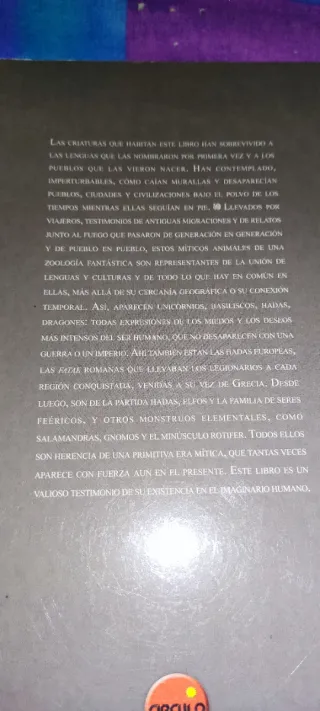 LAS CRIATURAS QUE HABITAN ESTE LIBRO HAN SOBREVIVIDO A
LAS LENGUAS QUE LAS NOMBRARON POR PRIMERA VEZ Y A LOS
PUEBLOS QUE LAS VIERON NACER. HAN CONTEMPLADO,
IMPERTURBABLES, CÓMO CAÍAN MURALLAS Y DESAPARECÍAN
PUEBLOS, CIUDADES Y CIVILIZACIONES BAJO EL POLVO DE LOS
TIEMPOS MIENTRAS ELLAS SEGUÍAN EN PIE. LLEVADOS POR
VIAJEROS, TESTIMONIOS DE ANTIGUAS MIGRACIONES Y DE RELATOS
JUNTO AL FUEGO QUE PASARON DE GENERACIÓN EN GENERACIÓN
Y DE PUEBLO EN PUEBLO, ESTOS MÍTICOS ANIMALES DE UNA
ZOOLOGÍA FANTÁSTICA SON REPRESENTANTES DE LA UNIÓN DE
LENGUAS Y CULTURAS Y DE TODO LO QUE HAY EN COMÚN EN
ELLAS, MÁS ALLÁ DE SU CERCANÍA GEOGRÁFICA O SU CONEXIÓN
TEMPORAL. ASÍ, APARECEN UNICORNIOS, BASILISCOS, HADAS,
DRAGONES: TODAS EXPRESIONES DE LOS MIEDOS Y LOS DESEOS
MÁS INTENSOS DEL SER HUMANO, QUE NO DESAPARECEN CON UNA
GUERRA O UN IMPERIO. AHÍ TAMBIÉN ESTÁN LAS HADAS EUROPEAS,
LAS FATAE ROMANAS QUE LLEVARAN LOS LEGIONARIOS A CADA
REGIÓN CONQUISTADA, VENIDAS A SU VEZ DE GRECIA. DESDE
LUEGO, SON DE LA PARTIDA HADAS, ELFOS Y LA FAMILIA DE SERES
FEÉRICOS, Y OTROS MONSTRUOS ELEMENTALES, COMO
SALAMANDRAS, GNOMOS Y EL MINÚSCULO ROTIFER. TODOS ELLOS
SON HERENCIA DE UNA PRIMITIVA ERA MÍTICA, QUE TANTAS VECES
APARECE CON FUERZA AUN EN EL PRESENTE. ESTE LIBRO ES UN
VALIOSO TESTIMONIO DE SU EXISTENCIA EN EL IMAGINARIO HUMANO.
CIRCULO